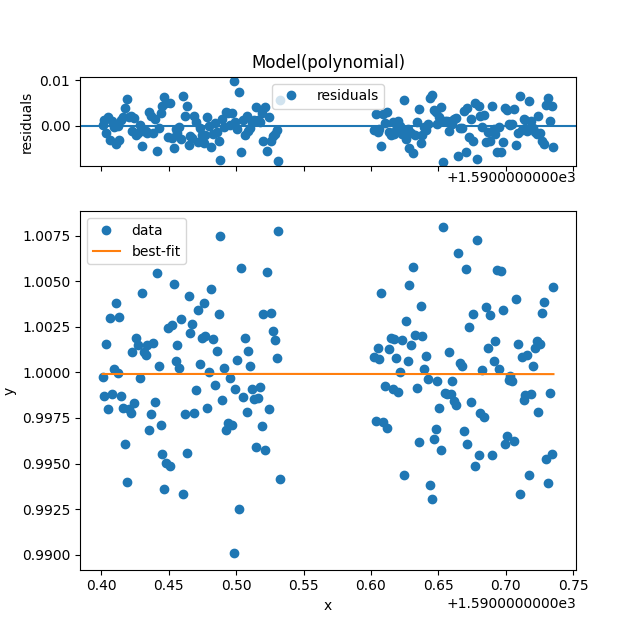 Model(polynomial)
0.01
0.00
residuals
residuals
+1.5900000000e3
1.0075
1.0050
1.0025
1.0000
0.9975
0.9950
0.9925
0.9900
y
data
best-fit
0.40 0.45 0.50 0.55 0.60 0.65 0.70 0.75
x
+1.5900000000e3